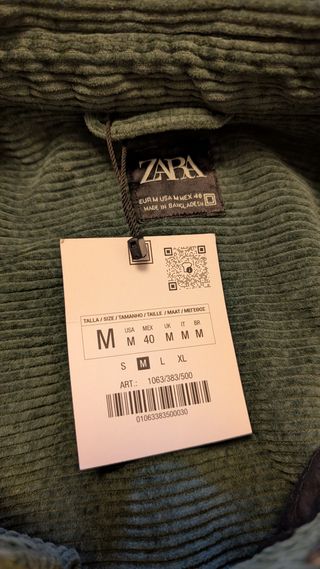 ZARA
EUR M USA M MEX 40
MADE IN BANGLADESH
TALLA / SIZE / TAMANHO / TAILLE / MAAT / ΜΕΓΕΘΟΣ
M USA M MEX 40 UK M IT M BR M
S M L XL
ART.: 1063/383/500
01063383500030